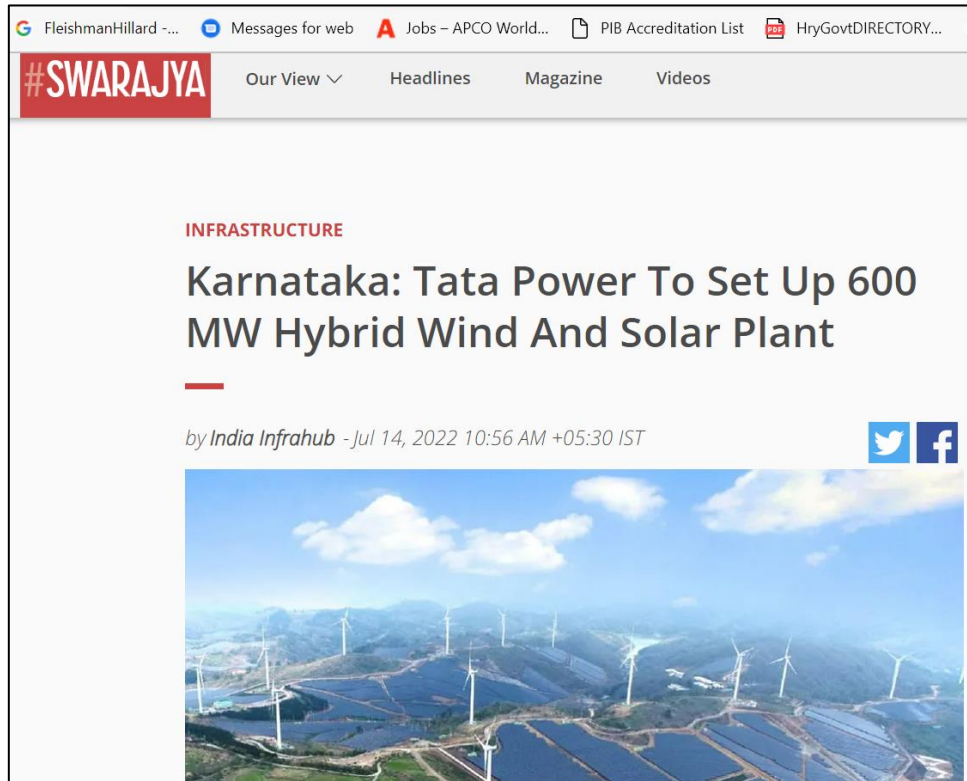 FleishmanHillard -... Messages for web Jobs – APCO World... PIB Accreditation List PDF HryGovtDIRECTORY...
#SWARAJYA Our View Headlines Magazine Videos
INFRASTRUCTURE
Karnataka: Tata Power To Set Up 600
MW Hybrid Wind And Solar Plant
by India Infrahub - Jul 14, 2022 10:56 AM +05:30 IST